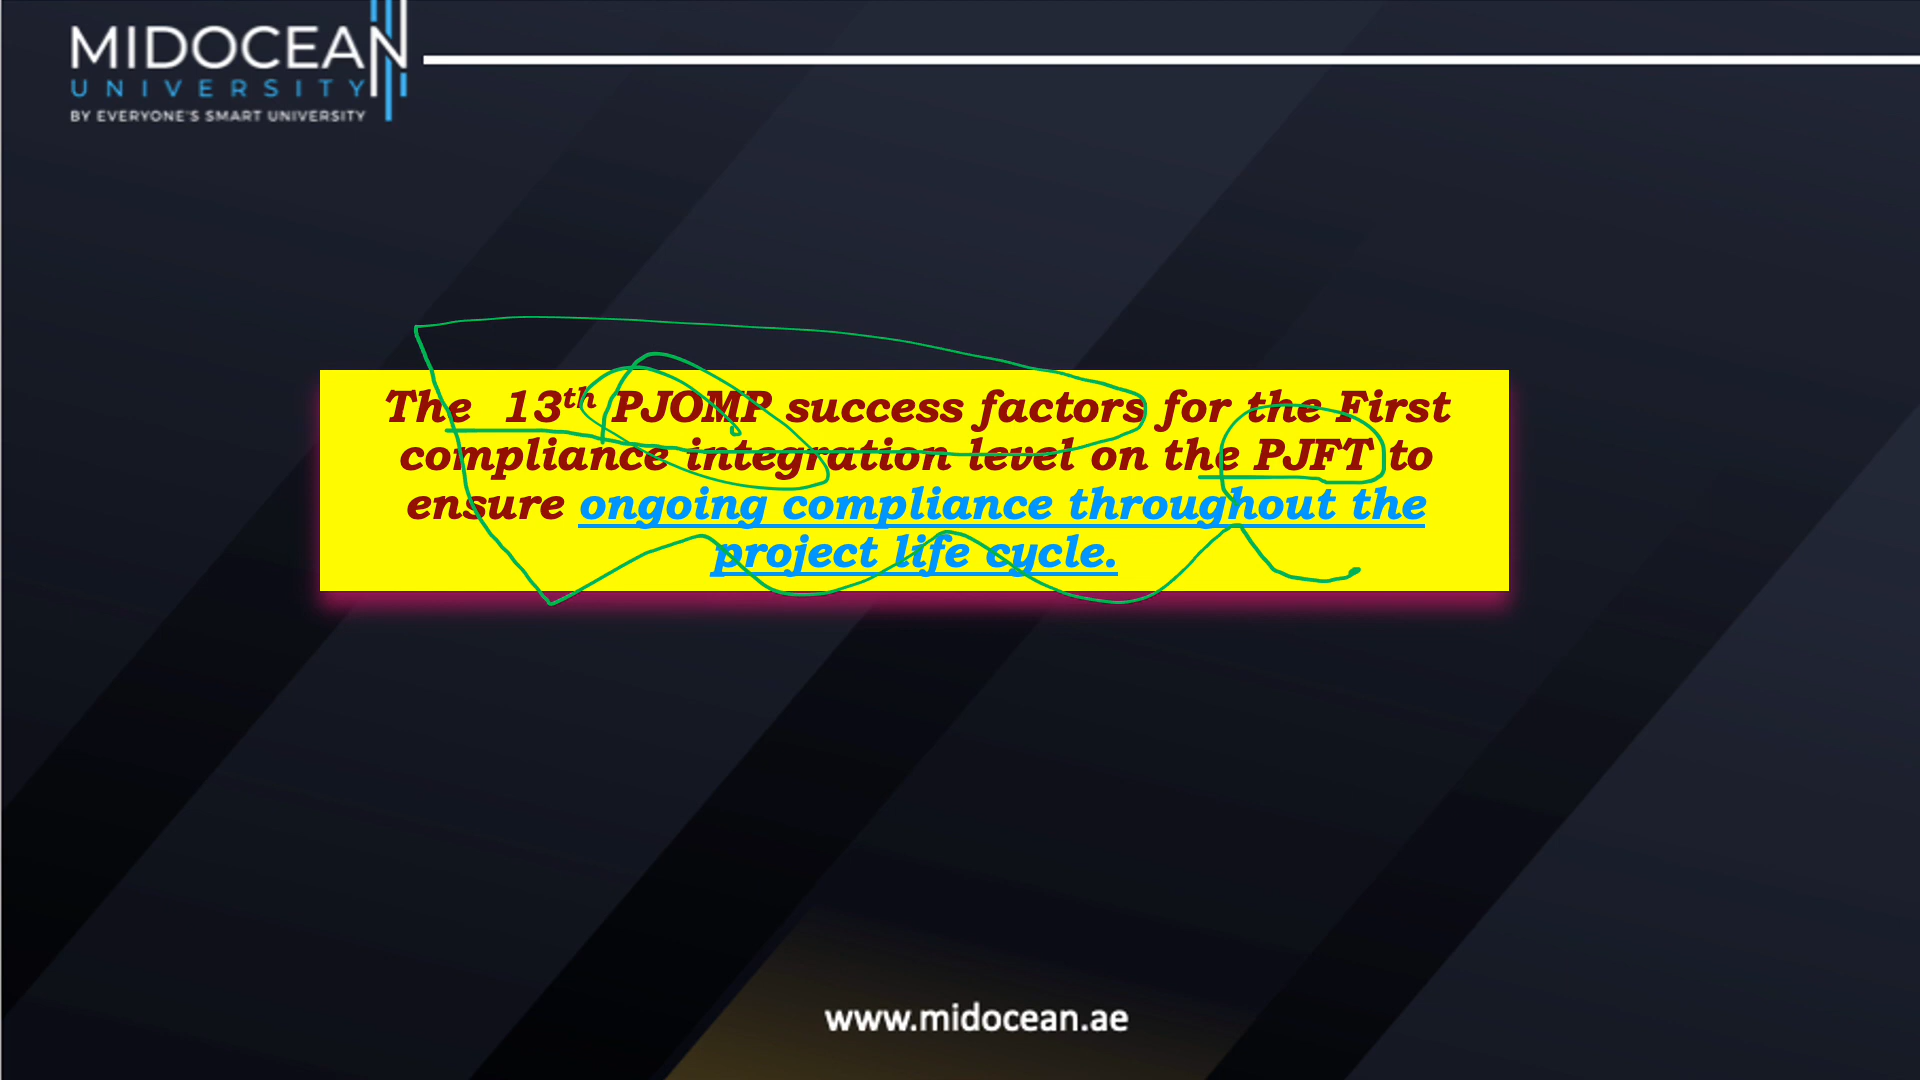 MIDOCEAN
UNIVERSITY
BY EVERYONE'S SMART UNIVERSITY
The 13th PJOMP success factors for the First
compliance integration level on the PJFT to
ensure ongoing compliance throughout the
project life cycle.
www.midocean.ae